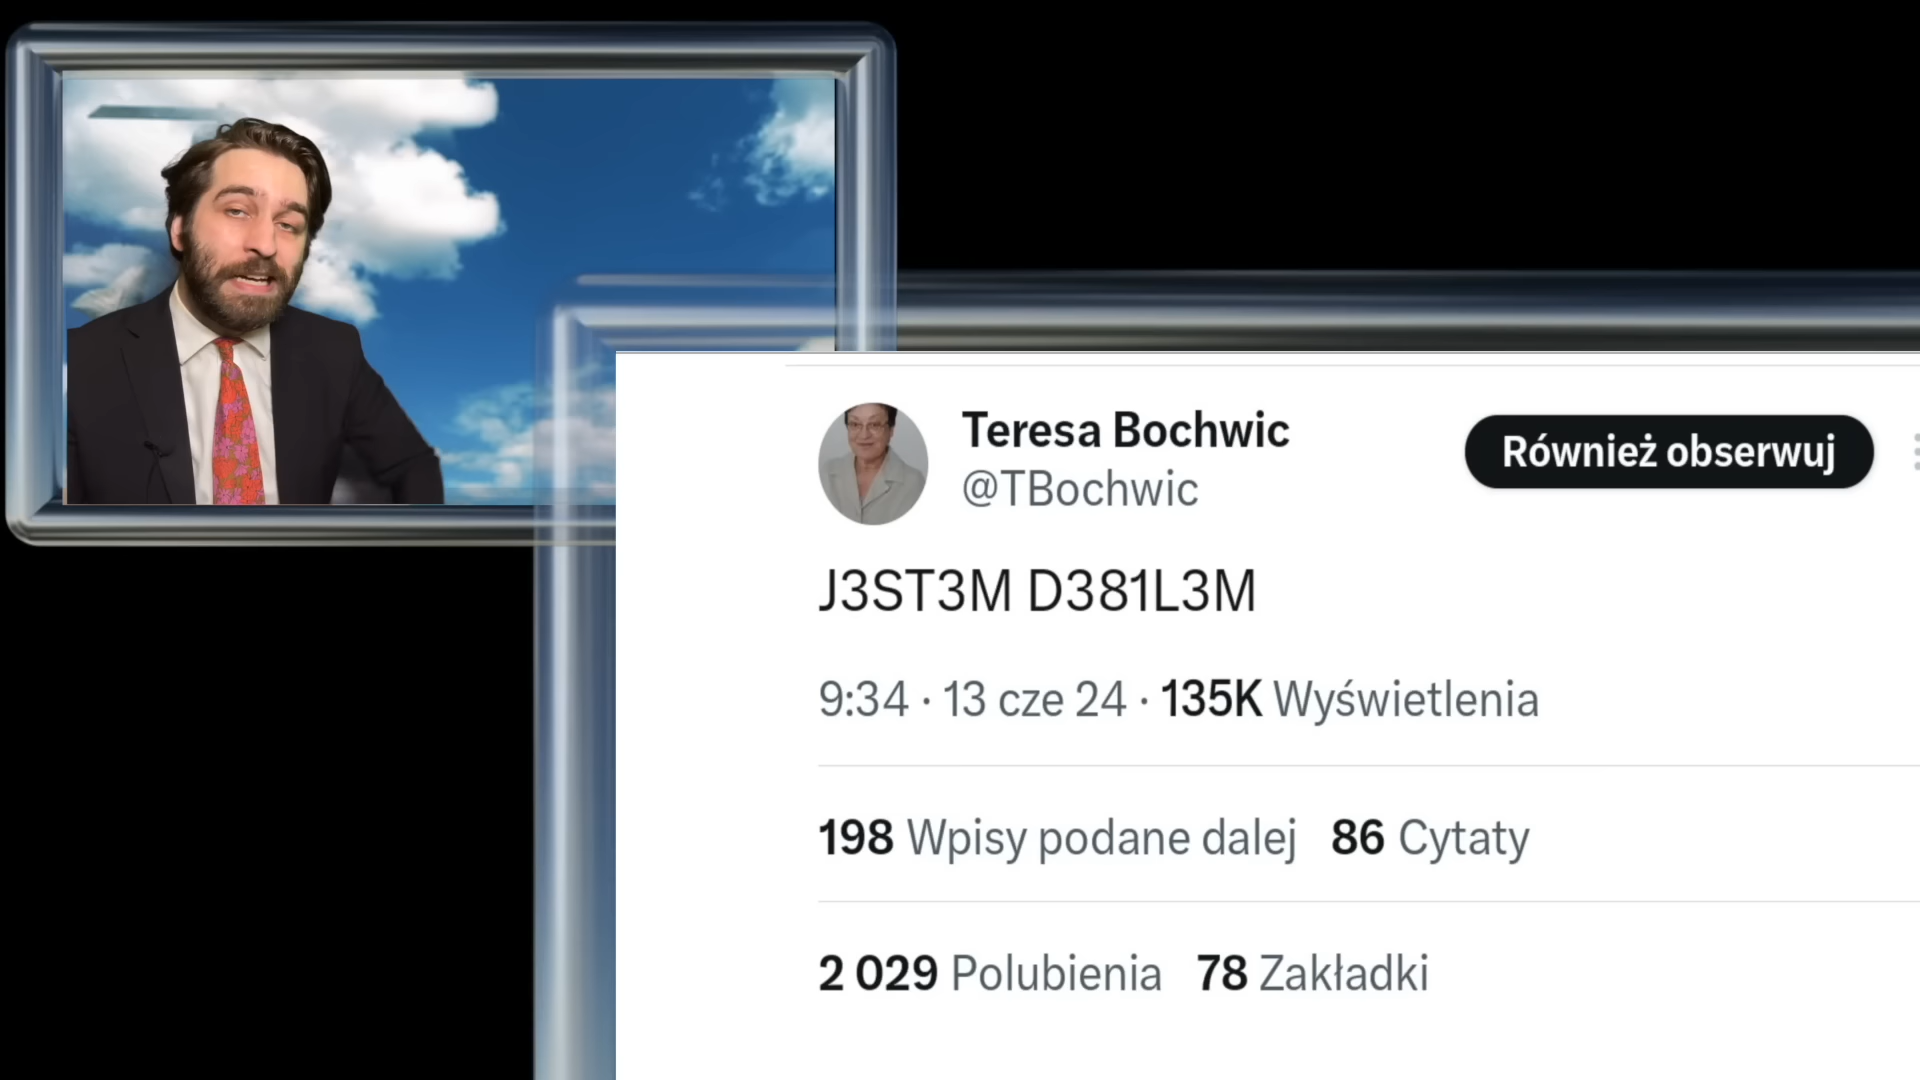 Teresa Bochwic
@TBochwic
Również obserwuj
J3ST3M D381L3M
9:34 · 13 cze 24 · 135K Wyświetlenia
198 Wpisy podane dalej 86 Cytaty
2 029 Polubienia 78 Zakładki